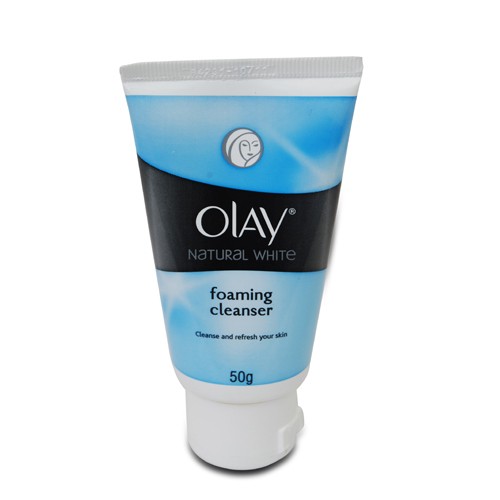 OLAY®
NATURAL WHITE
foaming
cleanser
Cleanse and refresh your skin
50g